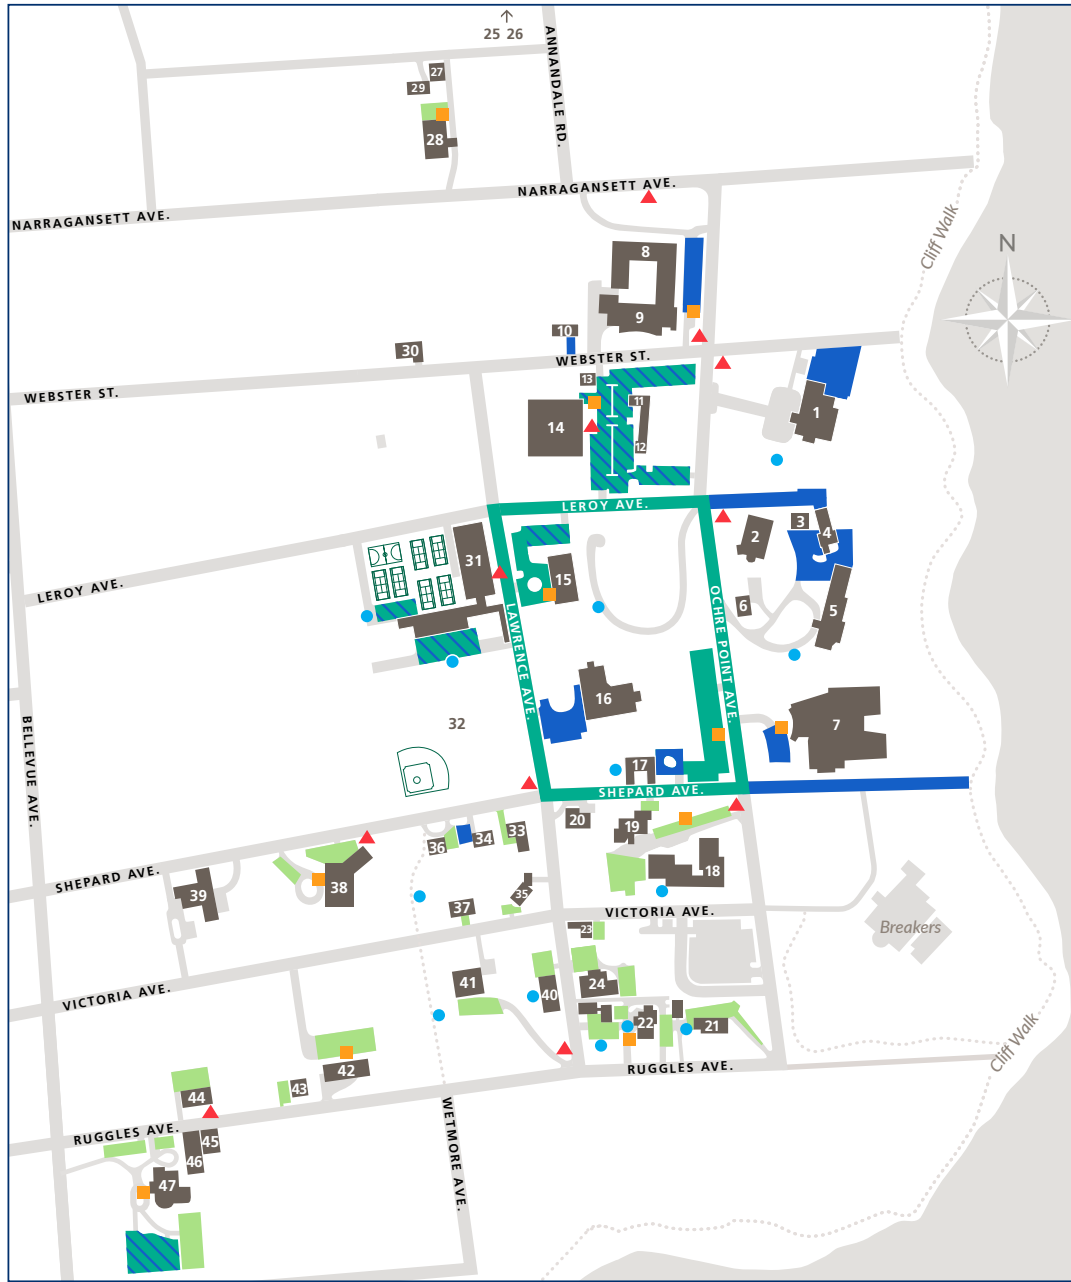 25 26
ANNANDALE RD.
27
29
28
NARRAGANSETT AVE.
NARRAGANSETT AVE.
Cliff Walk
N
8
9
10
30
WEBSTER ST.
WEBSTER ST.
13
11
14
12
1
LEROY AVE.
2
3
4
31
15
LEROY AVE.
6
5
LAWRENCE AVE.
OCHRE POINT AVE.
16
32
7
BELLEVUE AVE.
17
SHEPARD AVE.
20
19
33
34
36
18
SHEPARD AVE.
38
39
35
37
VICTORIA AVE.
Breakers
23
41
40
24
VICTORIA AVE.
22
21
Cliff Walk
42
RUGGLES AVE.
43
44
WETMORE AVE.
RUGGLES AVE.
45
46
47